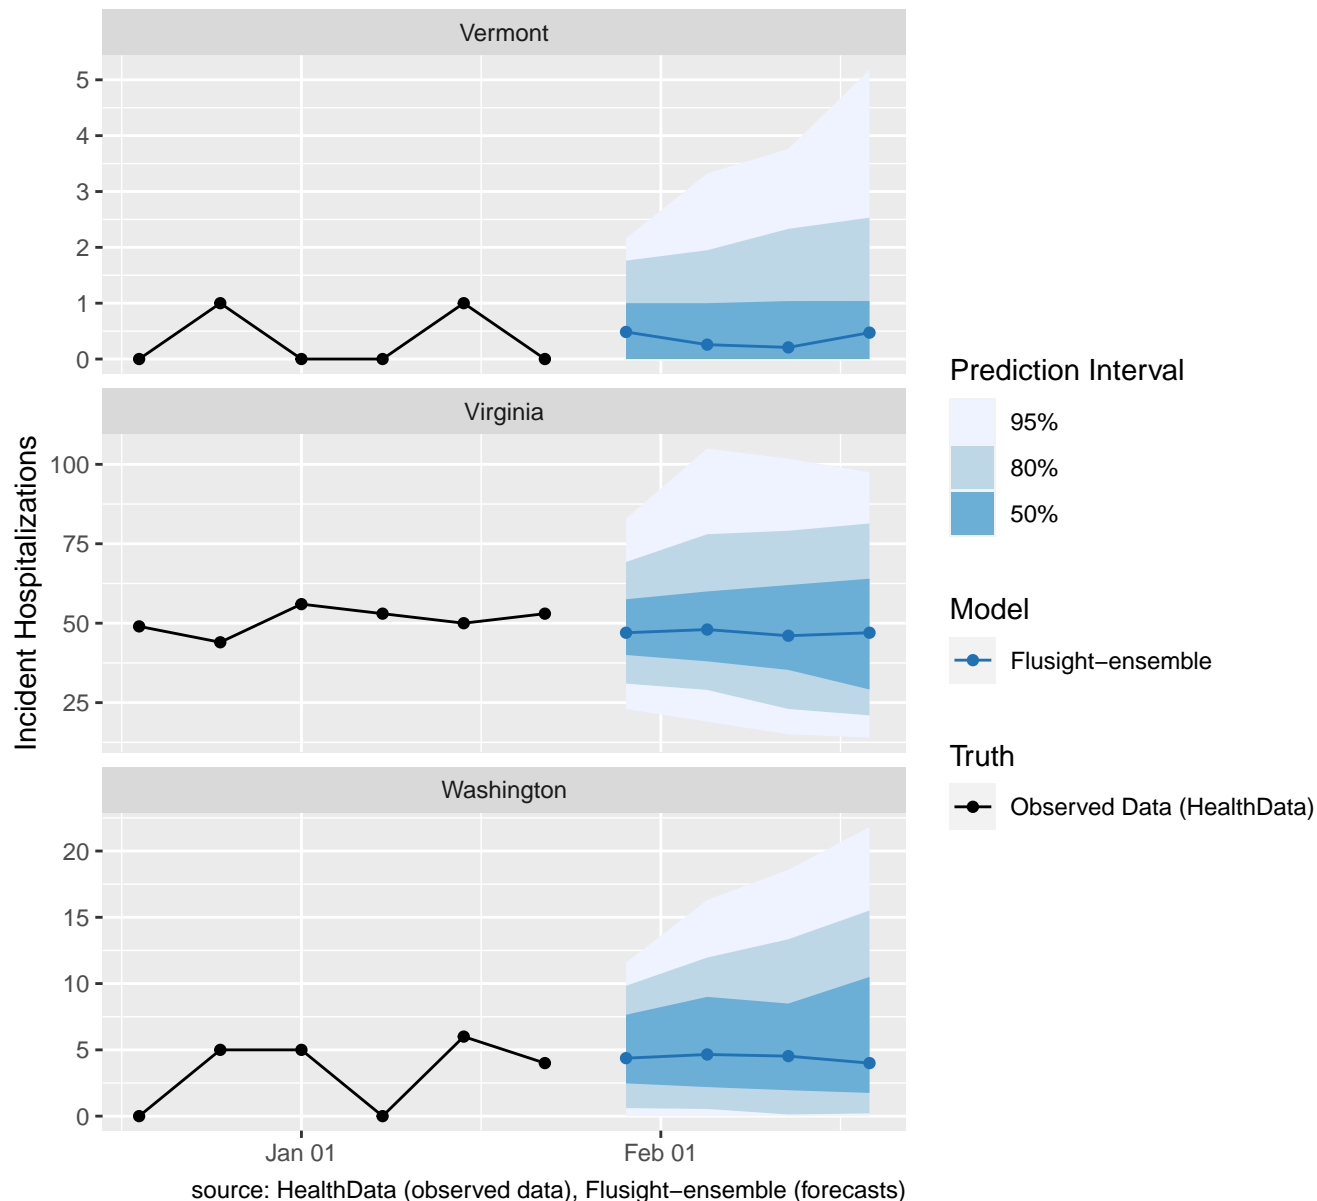 Vermont
5
4
3
2
1
0
Virginia
100
75
50
25
Washington
20
15
10
5
0
Jan 01
Feb 01
Incident Hospitalizations
source: HealthData (observed data), Flusight−ensemble (forecasts)
Prediction Interval
95%
80%
50%
Model
Flusight−ensemble
Truth
Observed Data (HealthData)